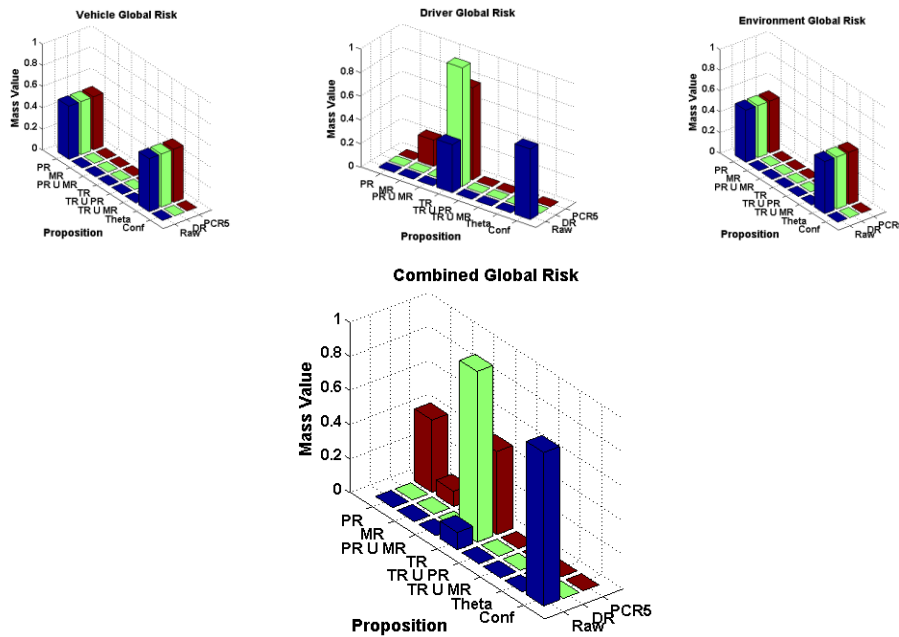 Vehicle Global Risk
1
0.8
0.6
0.4
0.2
0
Mass Value
PR
MR
PR U MR
TR
TR U PR
TR U MR
Theta
Conf
Proposition
Raw
DR
PCR5
Driver Global Risk
1
0.8
0.6
0.4
0.2
0
Mass Value
PR
MR
PR U MR
TR
TR U PR
TR U MR
Theta
Conf
Proposition
Raw
DR
PCR5
Environment Global Risk
1
0.8
0.6
0.4
0.2
0
Mass Value
PR
MR
PR U MR
TR
TR U PR
TR U MR
Theta
Conf
Proposition
Raw
DR
Combined Global Risk
1
0.8
0.6
0.4
0.2
0
Mass Value
PR
MR
PR U MR
TR
TR U PR
TR U MR
Theta
Conf
Proposition
Raw
DR
PCR5